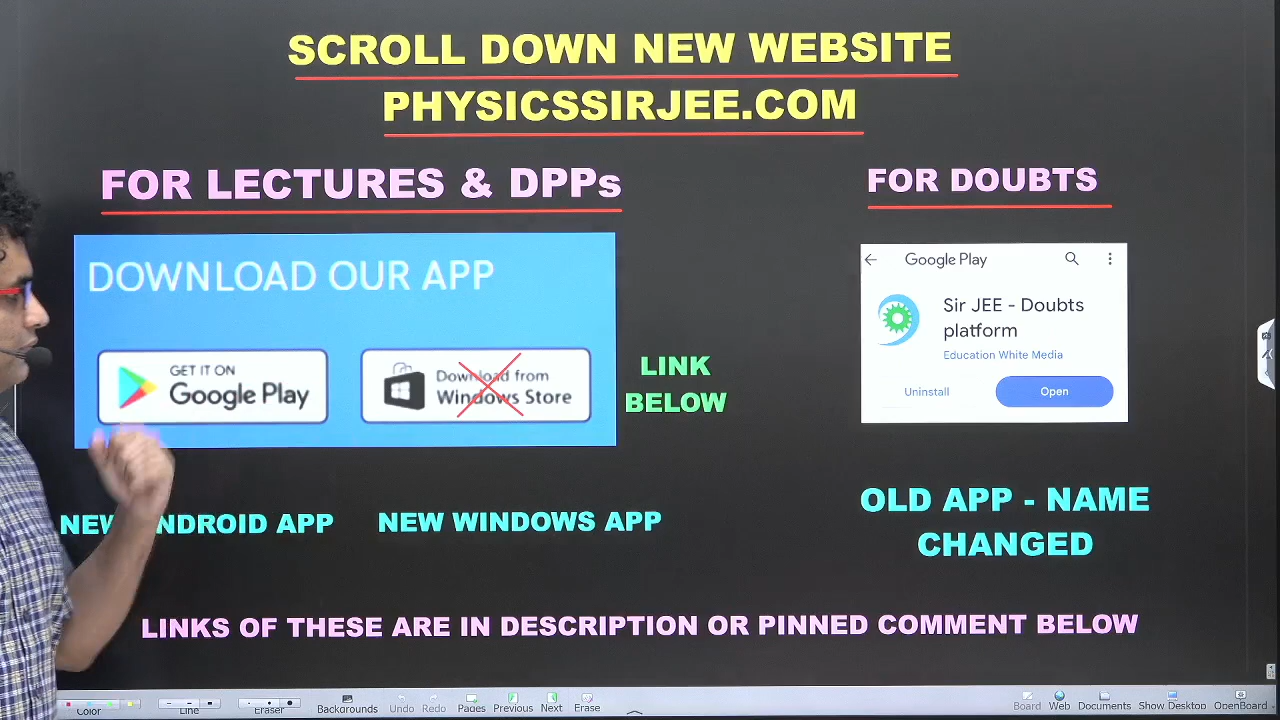 SCROLL DOWN NEW WEBSITE
PHYSICSSIRJEE.COM
FOR LECTURES & DPPs
FOR DOUBTS
DOWNLOAD OUR APP
GET IT ON
Google Play
Download from
Windows Store
LINK
BELOW
Google Play
Sir JEE - Doubts
platform
Education White Media
Uninstall
Open
NEW ANDROID APP
NEW WINDOWS APP
OLD APP - NAME
CHANGED
LINKS OF THESE ARE IN DESCRIPTION OR PINNED COMMENT BELOW
Color
Line
Eraser
Backgrounds
Undo
Redo
Pages
Previous
Next
Erase
Board
Web
Documents
Show Desktop
OpenBoard